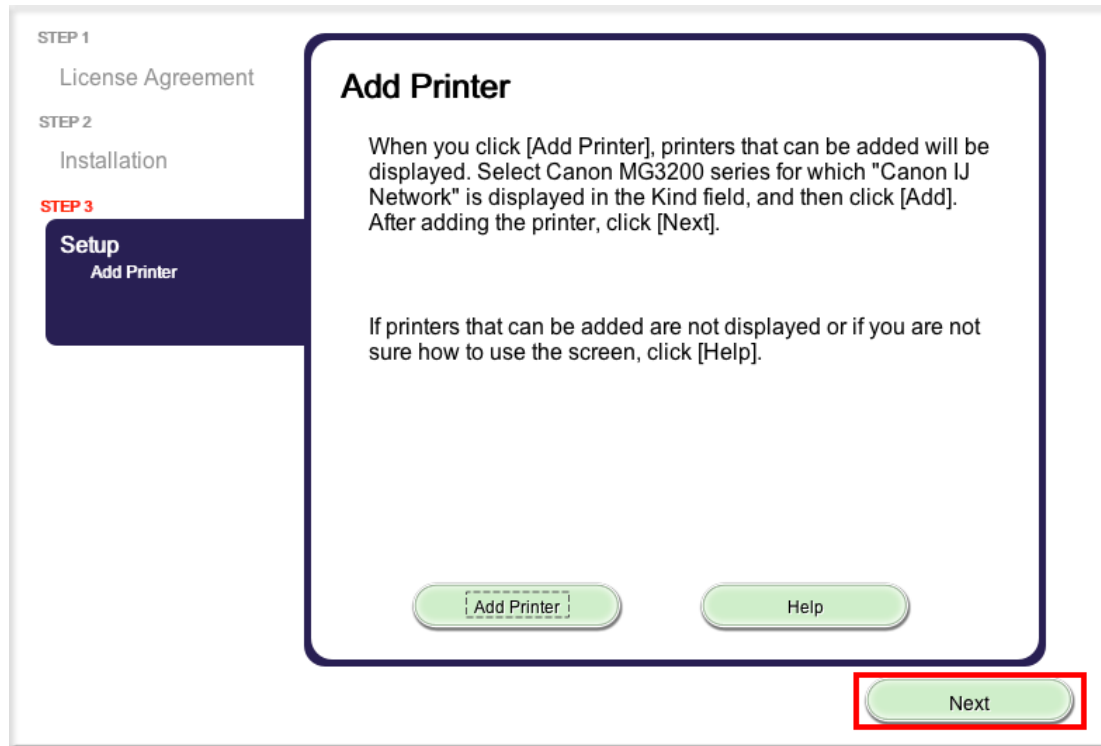 STEP 1
License Agreement
STEP 2
Installation
STEP 3
Setup
Add Printer
Add Printer
When you click [Add Printer], printers that can be added will be
displayed. Select Canon MG3200 series for which "Canon IJ
Network" is displayed in the Kind field, and then click [Add].
After adding the printer, click [Next].
If printers that can be added are not displayed or if you are not
sure how to use the screen, click [Help].
Add Printer
Help
Next